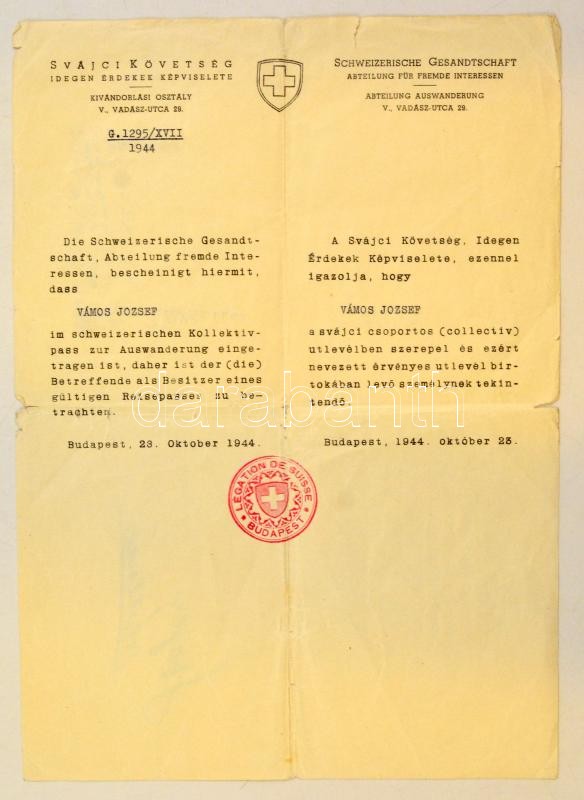 SVÁJCI KÖVETSÉG
IDEGEN ÉRDEKEK KÉPVISELETE
KIVÁNDORLÁSI OSZTÁLY
V., VADÁSZ-UTCA 29.
G.1295/XVII
1944
SCHWEIZERISCHE GESANDTSCHAFT
ABTEILUNG FÜR FREMDE INTERESSEN
ABTEILUNG AUSWANDERUNG
V., VADÁSZ-UTCA 29.
Die Schweizerische Gesandt-
schaft, Abteilung fremde Inte-
ressen, bescheinigt hiermit,
dass
VÁMOS JOZSEF
im schweizerischen Kollektiv-
pass zur Auswanderung einge-
tragen ist, daher ist der (die)
Betreffende als Besitzer eines
gültigen Reisepasses zu be-
trachten.
Budapest, 23. Oktober 1944.
A Svájci Követség, Idegen
Érdekek Képviselete, ezennel
igazolja, hogy
VÁMOS JOZSEF
a svájci csoportos (collectiv)
utlevélben szerepel és ezért
nevezett érvényes utlevél bir-
tokában levő személynek tekin-
tendő.
Budapest, 1944. október 23.
LÉGATION DE SUISSE
BUDAPEST
darabanth